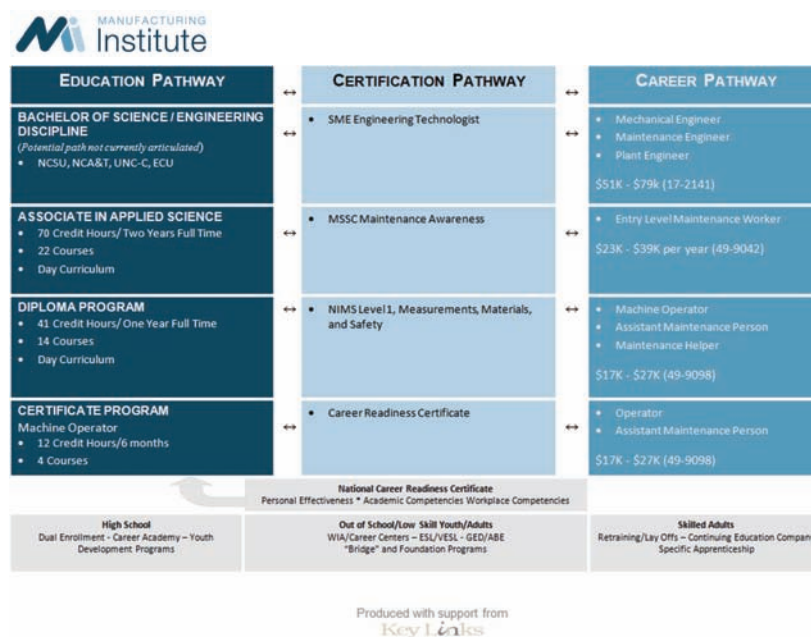 MANUFACTURING
Institute
EDUCATION PATHWAY
↔
CERTIFICATION PATHWAY
↔
CAREER PATHWAY
BACHELOR OF SCIENCE / ENGINEERING
DISCIPLINE
(Potential path not currently articulated)
• NCSU, NCA&T, UNC-C, ECU
↔
• SME Engineering Technologist
↔
• Mechanical Engineer
• Maintenance Engineer
• Plant Engineer
$51K - $79k (17-2141)
ASSOCIATE IN APPLIED SCIENCE
• 70 Credit Hours/ Two Years Full Time
• 22 Courses
• Day Curriculum
↔
• MSSC Maintenance Awareness
↔
• Entry Level Maintenance Worker
$23K - $39K per year (49-9042)
DIPLOMA PROGRAM
• 41 Credit Hours/ One Year Full Time
• 14 Courses
• Day Curriculum
↔
• NIMS Level 1, Measurements, Materials,
and Safety
↔
• Machine Operator
• Assistant Maintenance Person
• Maintenance Helper
$17K - $27K (49-9098)
CERTIFICATE PROGRAM
Machine Operator
• 12 Credit Hours/6 months
• 4 Courses
↔
• Career Readiness Certificate
↔
• Operator
• Assistant Maintenance Person
$17K - $27K (49-9098)
National Career Readiness Certificate
Personal Effectiveness * Academic Competencies Workplace Competencies
High School
Dual Enrollment - Career Academy – Youth
Development Programs
Out of School/Low Skill Youth/Adults
WIA/Career Centers – ESL/VESL - GED/ABE
"Bridge" and Foundation Programs
Skilled Adults
Retraining/Lay Offs – Continuing Education Compan
Specific Apprenticeship
Produced with support from
Key Links